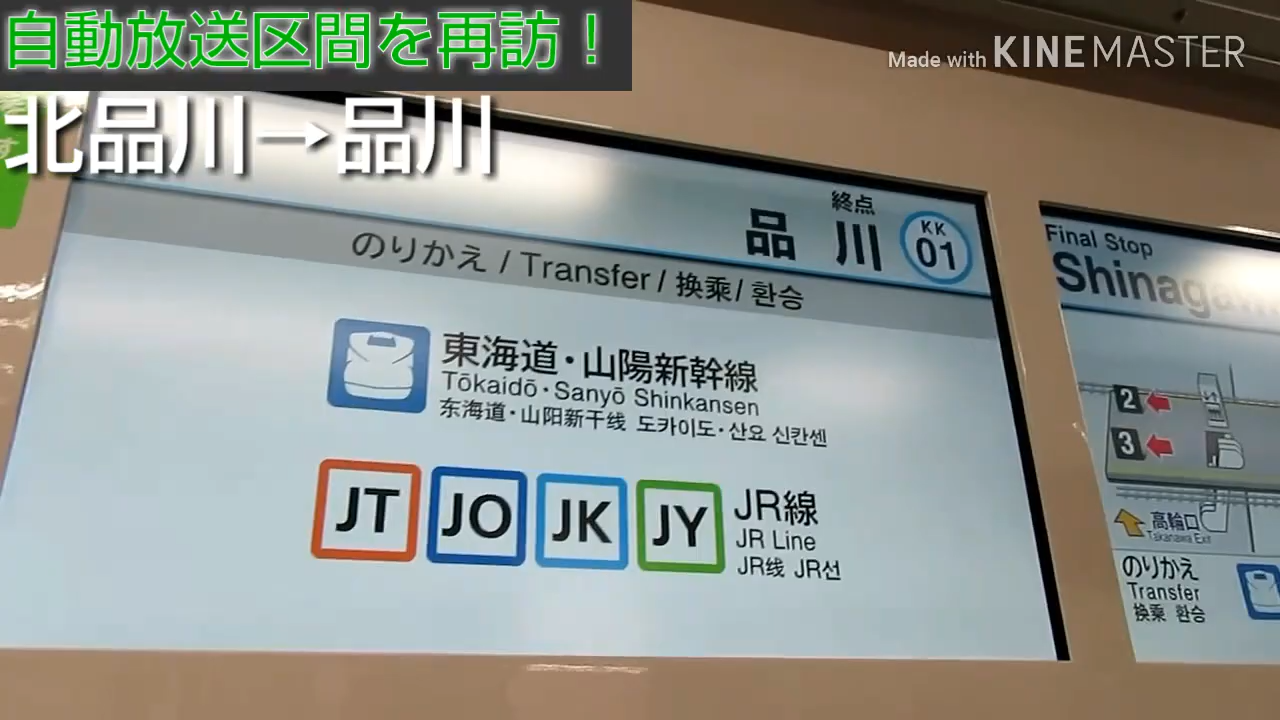 自動放送区間を再訪！
Made with KINEMASTER
北品川→品川
す
終点
品川
KK
01
のりかえ / Transfer / 换乘 / 환승
東海道・山陽新幹線
Tōkaidō・Sanyō Shinkansen
东海道・山阳新干线 도카이도・산요 신칸센
JT JO JK JY
JR線
JR Line
JR线 JR선
Final Stop
Shinagawa
2
3
高輪口
Takanawa Exit
のりかえ
Transfer
换乘 환승